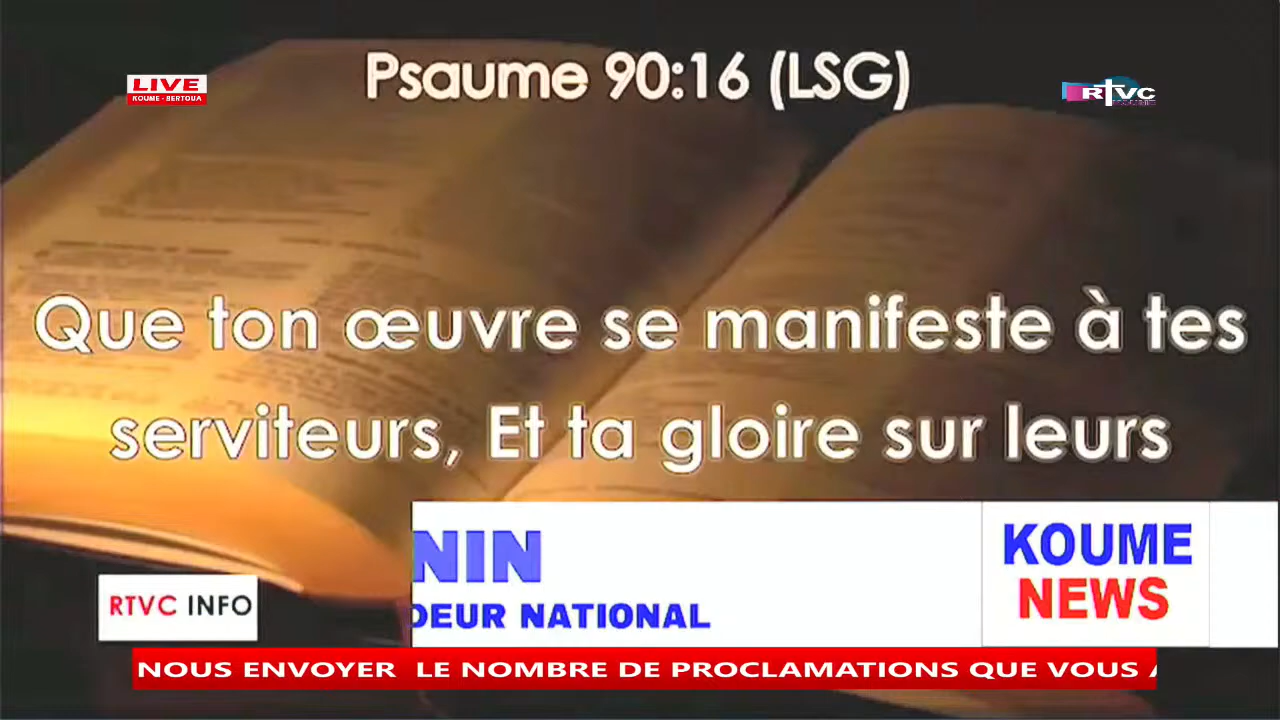 Psaume 90:16 (LSG)
LIVE
KOUME - BERTOUA
RTVC
Que ton œuvre se manifeste à tes
serviteurs, Et ta gloire sur leurs
NIN
DEUR NATIONAL
KOUME
NEWS
RTVC INFO
NOUS ENVOYER LE NOMBRE DE PROCLAMATIONS QUE VOUS A